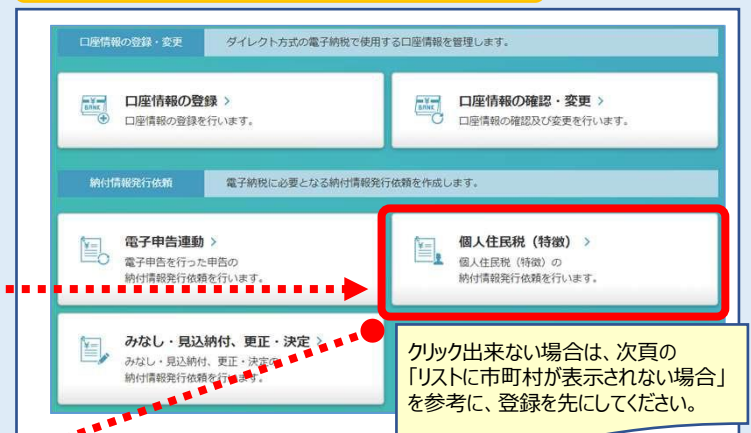 口座情報の登録・変更 ダイレクト方式の電子納税で使用する口座情報を管理します。
口座情報の登録 >
口座情報の登録を行います。
口座情報の確認・変更 >
口座情報の確認及び変更を行います。
納付情報発行依頼 電子納税に必要となる納付情報発行依頼を作成します。
電子申告連動 >
電子申告を行った申告の
納付情報発行依頼を行います。
個人住民税（特徴） >
個人住民税（特徴）の
納付情報発行依頼を行います。
みなし・見込納付、更正・決定 >
みなし・見込納付、更正・決定の
納付情報発行依頼を行います。
クリック出来ない場合は、次頁の
「リストに市町村が表示されない場合」
を参考に、登録を先にしてください。